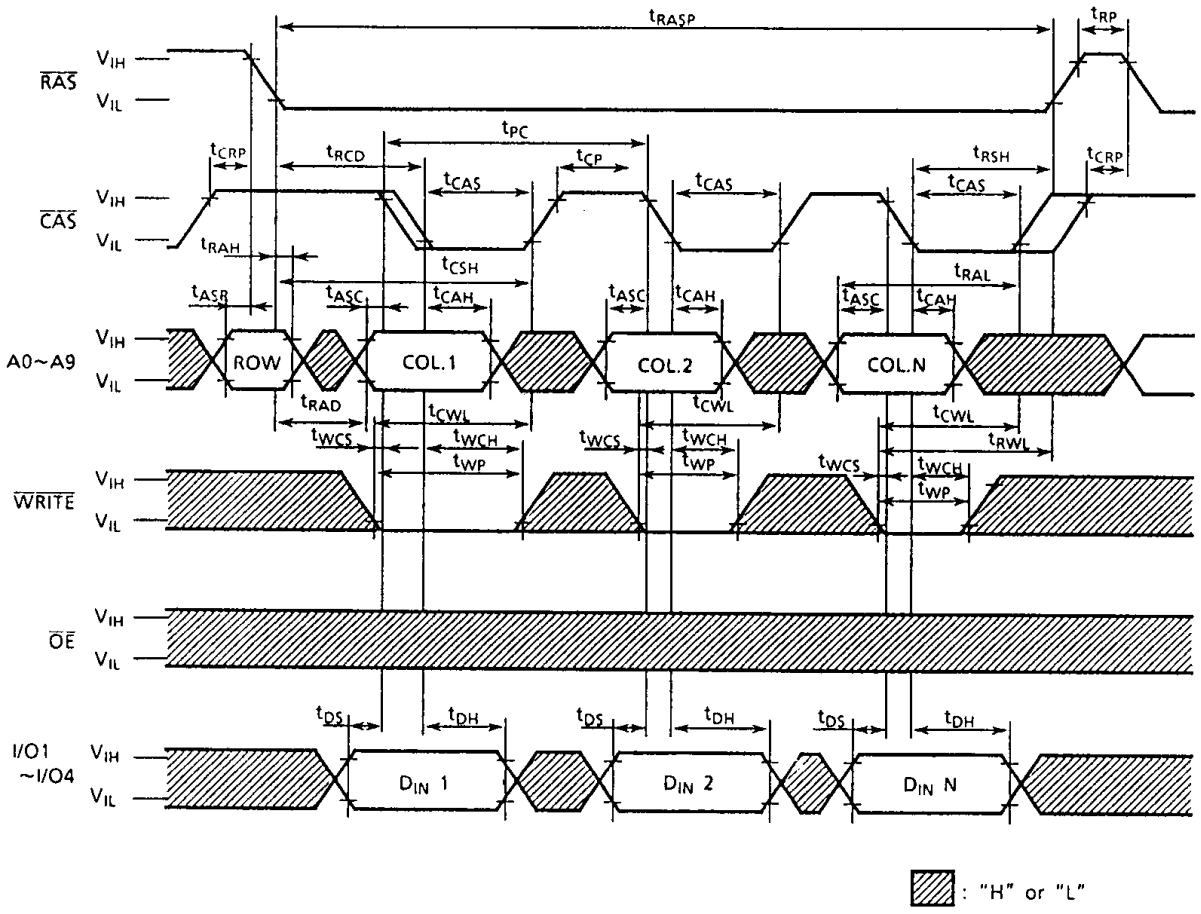 tRASP tRP
RAS VIH
VIL
tPC
tCRP tRCD tCP tRSH tCRP
tCAS tCAS tCAS
CAS VIH
VIL
tRAH
tCSH tRAL
tASR tASC tCAH tASC tCAH tASC tCAH
A0~A9 VIH
VIL
ROW COL.1 COL.2 COL.N
tRAD tCWL tCWL tCWL
tWCS tWCH tWCS tWCH tRWL
tWP tWP tWCS tWCH
tWP
WRITE VIH
VIL
OE VIH
VIL
tDS tDH tDS tDH tDS tDH
I/O1
~I/O4 VIH
VIL
DIN 1 DIN 2 DIN N
: "H" or "L"